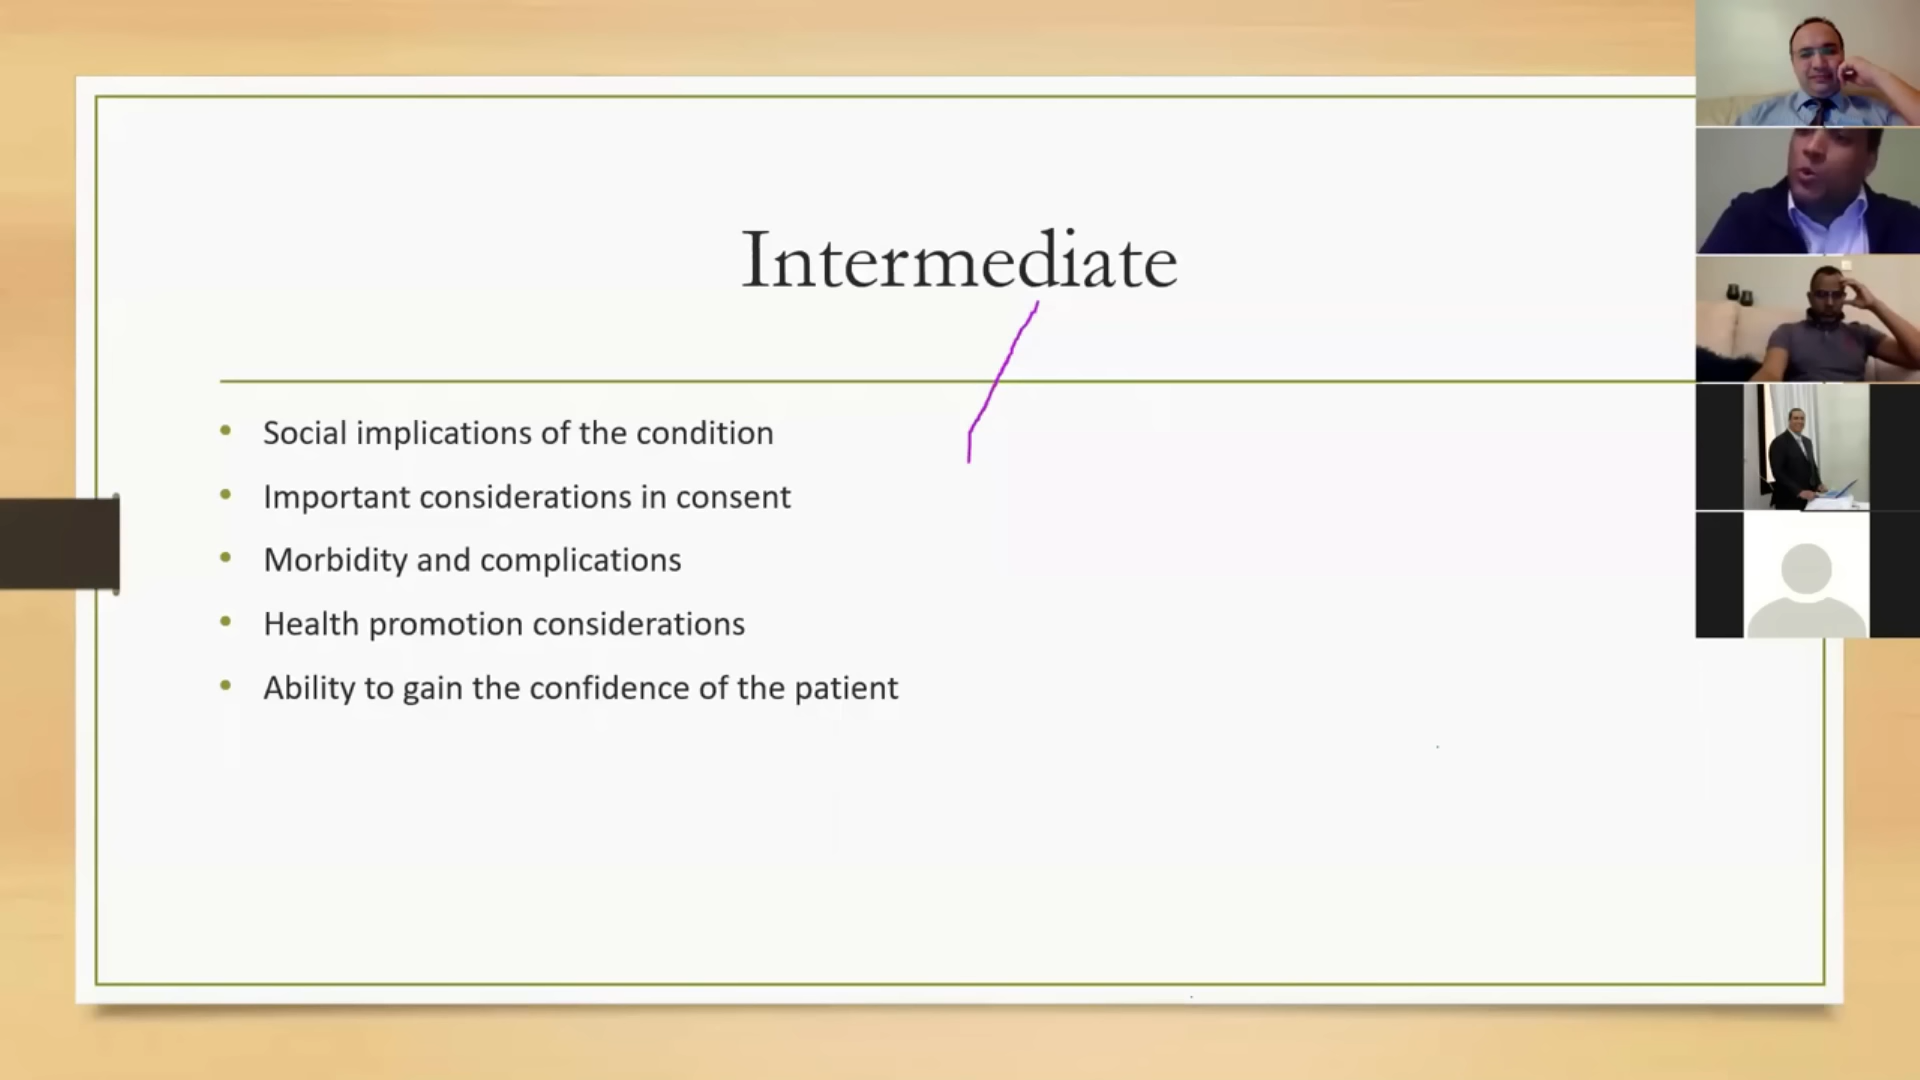 Intermediate
• Social implications of the condition
• Important considerations in consent
• Morbidity and complications
• Health promotion considerations
• Ability to gain the confidence of the patient